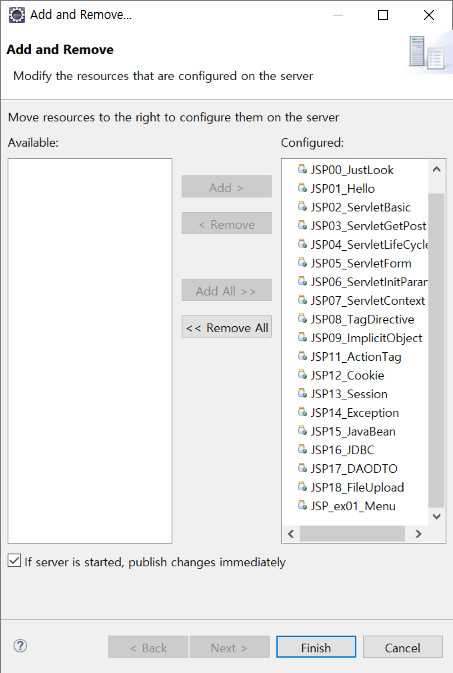 Add and Remove...
Add and Remove
Modify the resources that are configured on the server
Move resources to the right to configure them on the server
Available:
Configured:
Add >
< Remove
Add All >>
<< Remove All
JSP00_JustLook
JSP01_Hello
JSP02_ServletBasic
JSP03_ServletGetPost
JSP04_ServletLifeCycle
JSP05_ServletForm
JSP06_ServletInitParan
JSP07_ServletContext
JSP08_TagDirective
JSP09_ImplicitObject
JSP11_ActionTag
JSP12_Cookie
JSP13_Session
JSP14_Exception
JSP15_JavaBean
JSP16_JDBC
JSP17_DAODTO
JSP18_FileUpload
JSP_ex01_Menu
If server is started, publish changes immediately
?
< Back
Next >
Finish
Cancel